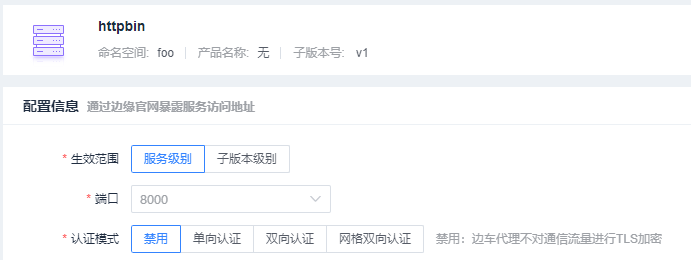 httpbin
命名空间: foo 产品名称: 无 子版本号: v1
配置信息 通过边缘官网暴露服务访问地址
* 生效范围 服务级别 子版本级别
* 端口 8000
* 认证模式 禁用 单向认证 双向认证 网格双向认证 禁用：边车代理不对通信流量进行TLS加密